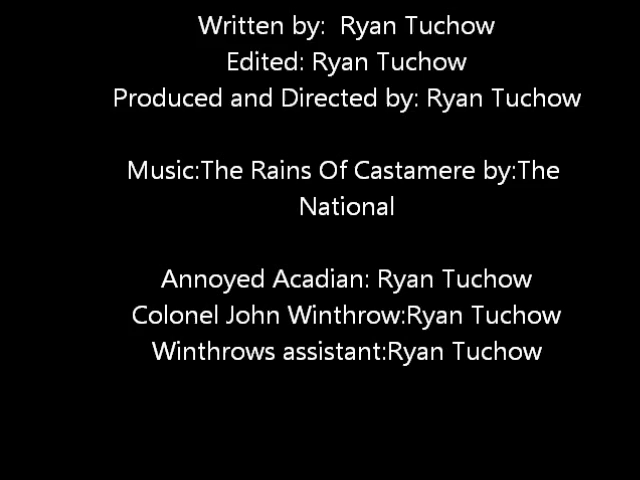 Written by:  Ryan Tuchow
Edited: Ryan Tuchow
Produced and Directed by: Ryan Tuchow
Music:The Rains Of Castamere by:The
National
Annoyed Acadian: Ryan Tuchow
Colonel John Winthrow:Ryan Tuchow
Winthrows assistant:Ryan Tuchow